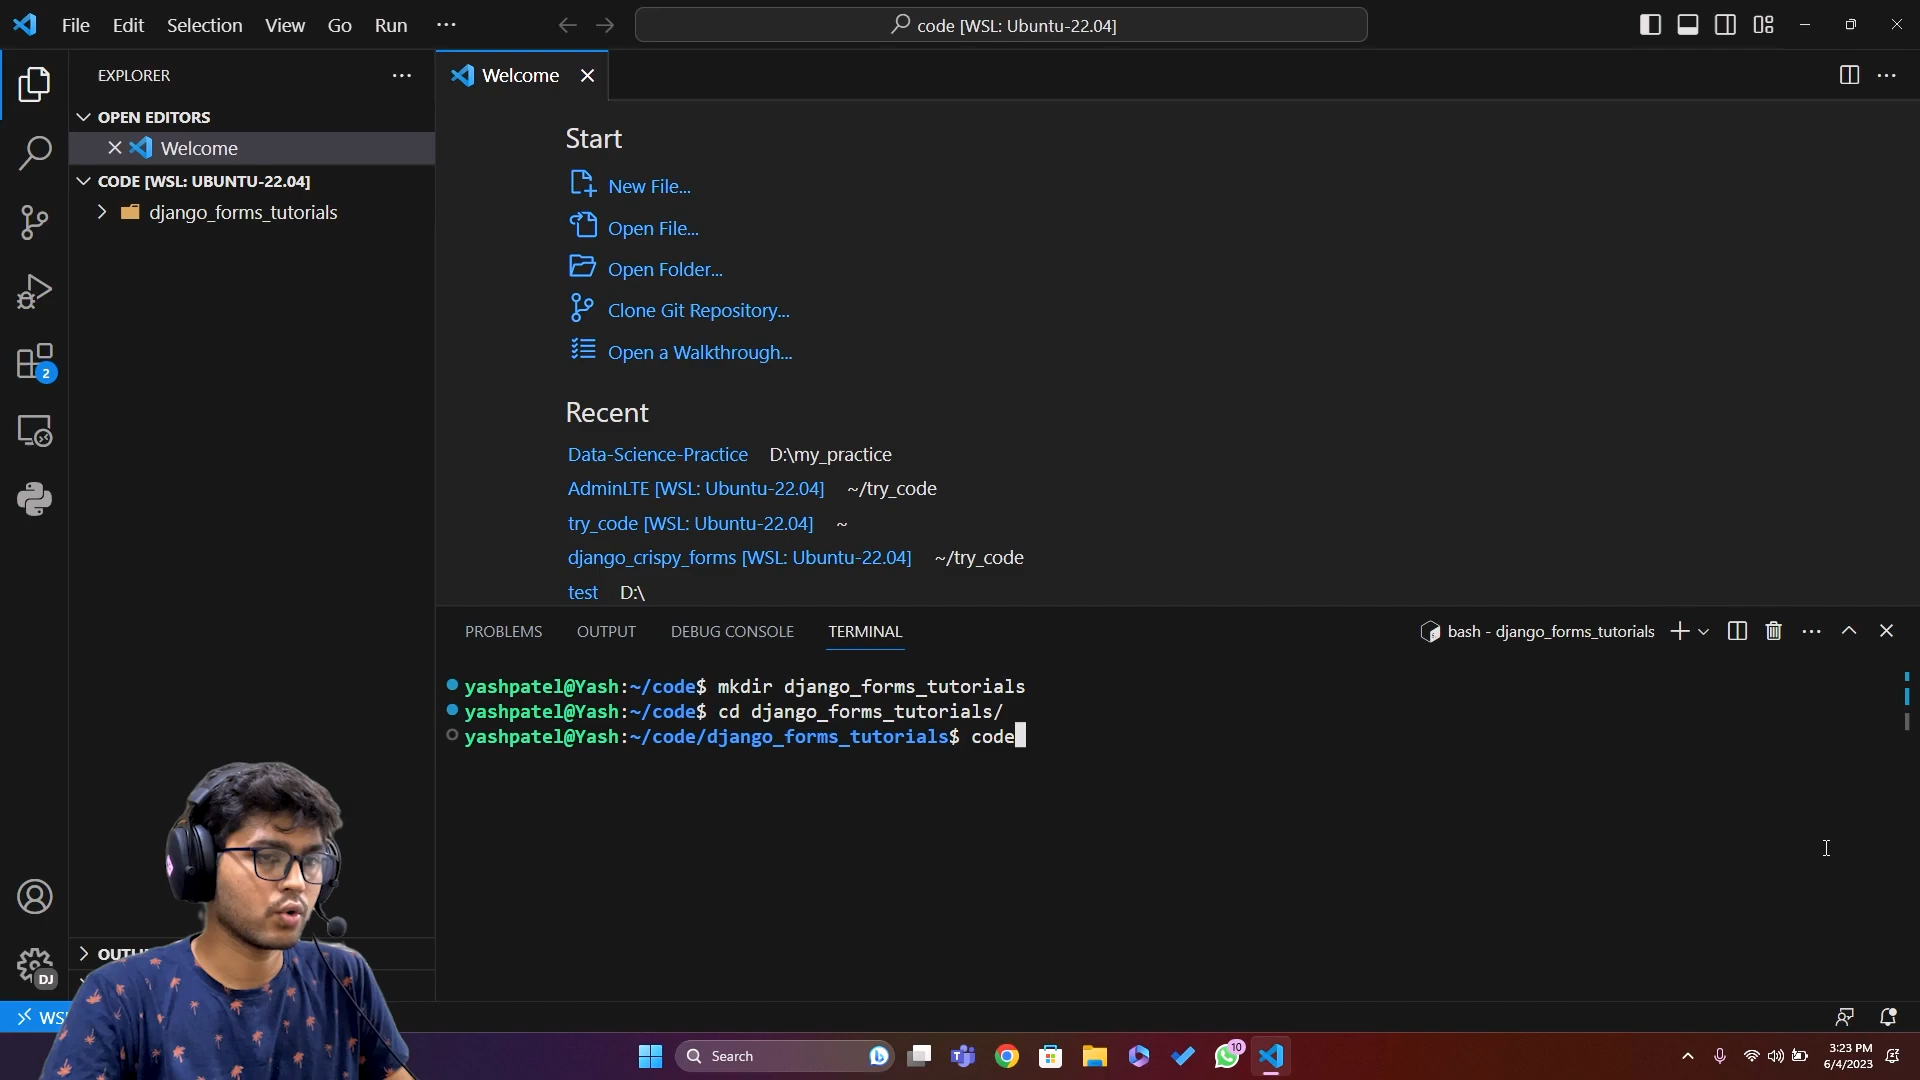 File Edit Selection View Go Run ···
code [WSL: Ubuntu-22.04]
EXPLORER
OPEN EDITORS
Welcome
CODE [WSL: UBUNTU-22.04]
django_forms_tutorials
Welcome
Start
New File...
Open File...
Open Folder...
Clone Git Repository...
Open a Walkthrough...
Recent
Data-Science-Practice D:\my_practice
AdminLTE [WSL: Ubuntu-22.04] ~/try_code
try_code [WSL: Ubuntu-22.04] ~
django_crispy_forms [WSL: Ubuntu-22.04] ~/try_code
test D:\
PROBLEMS OUTPUT DEBUG CONSOLE TERMINAL
bash - django_forms_tutorials
yashpatel@Yash:~/code$ mkdir django_forms_tutorials
yashpatel@Yash:~/code$ cd django_forms_tutorials/
yashpatel@Yash:~/code/django_forms_tutorials$ code
2
DJ
Search
10
3:23 PM
6/4/2023